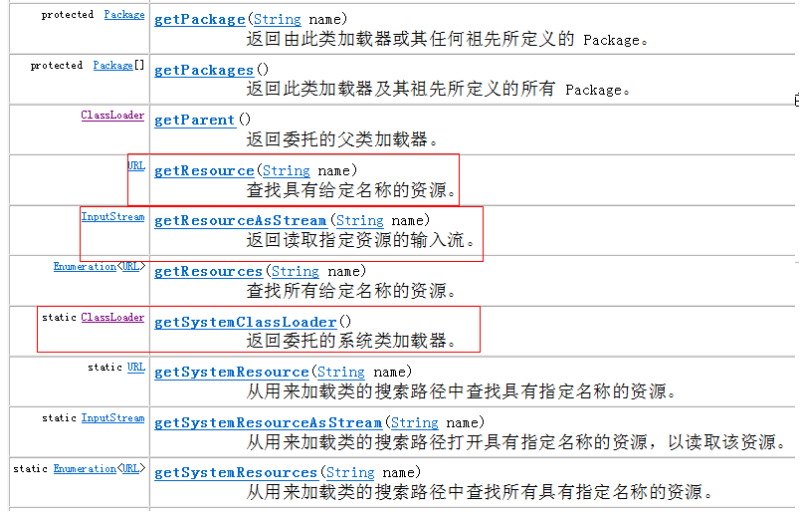 protected Package getPackage(String name)
返回由此类加载器或其任何祖先所定义的 Package。
protected Package[] getPackages()
返回此类加载器及其祖先所定义的所有 Package。
ClassLoader getParent()
返回委托的父类加载器。
URL getResource(String name)
查找具有给定名称的资源。
InputStream getResourceAsStream(String name)
返回读取指定资源的输入流。
Enumeration<URL> getResources(String name)
查找所有给定名称的资源。
static ClassLoader getSystemClassLoader()
返回委托的系统类加载器。
static URL getSystemResource(String name)
从用来加载类的搜索路径中查找具有指定名称的资源。
static InputStream getSystemResourceAsStream(String name)
从用来加载类的搜索路径打开具有指定名称的资源，以读取该资源。
static Enumeration<URL> getSystemResources(String name)
从用来加载类的搜索路径中查找所有具有指定名称的资源。